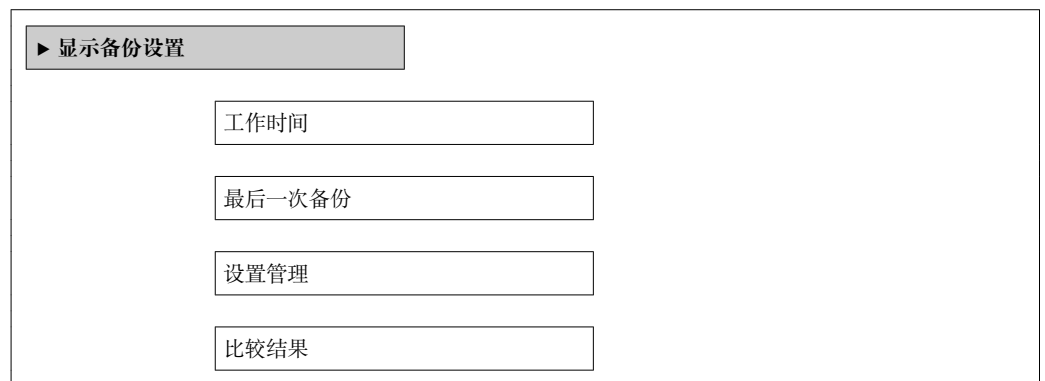 ▶ 显示备份设置
工作时间
最后一次备份
设置管理
比较结果